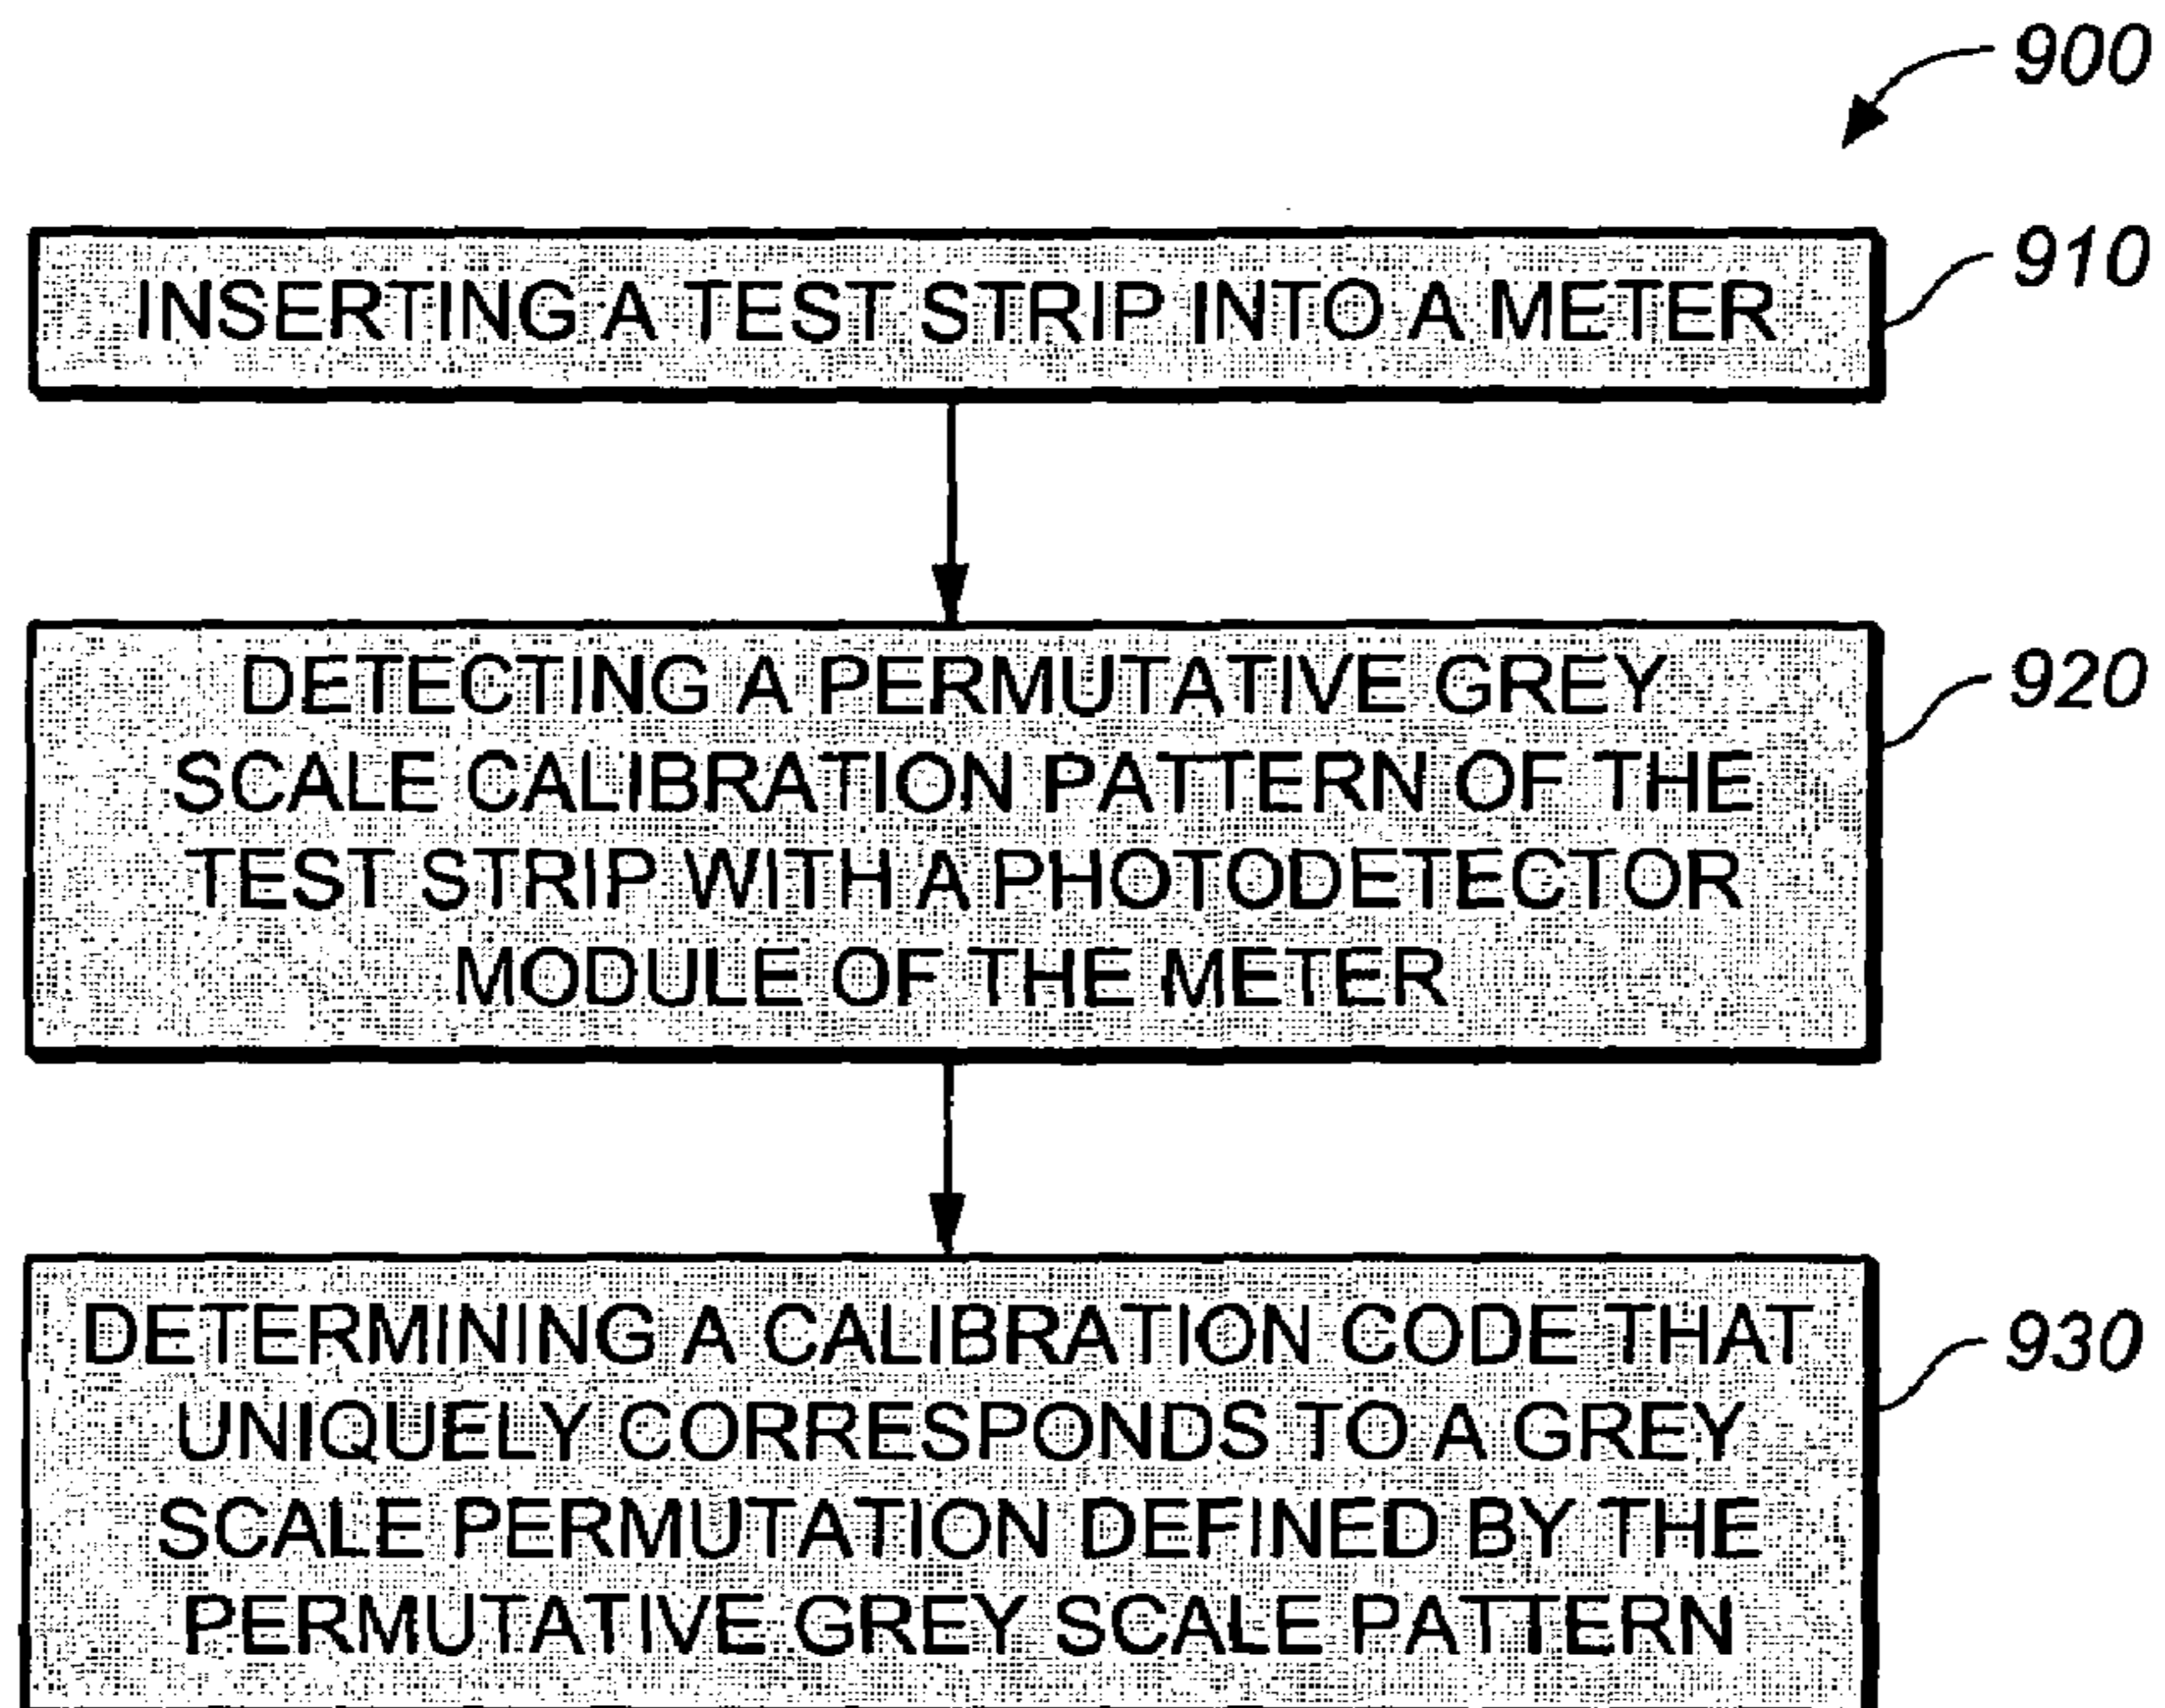 900
910
INSERTING A TEST STRIP INTO A METER
920
DETECTING A PERMUTATIVE GREY
SCALE CALIBRATION PATTERN OF THE
TEST STRIP WITH A PHOTODETECTOR
MODULE OF THE METER
930
DETERMINING A CALIBRATION CODE THAT
UNIQUELY CORRESPONDS TO A GREY
SCALE PERMUTATION DEFINED BY THE
PERMUTATIVE GREY SCALE PATTERN